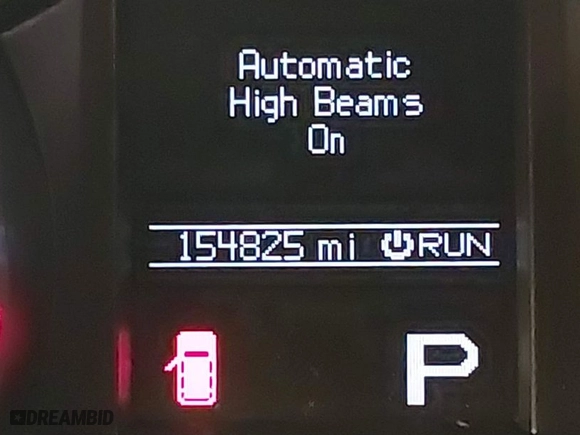 Automatic
High Beams
On
154825 mi RUN
P
DREAMBID